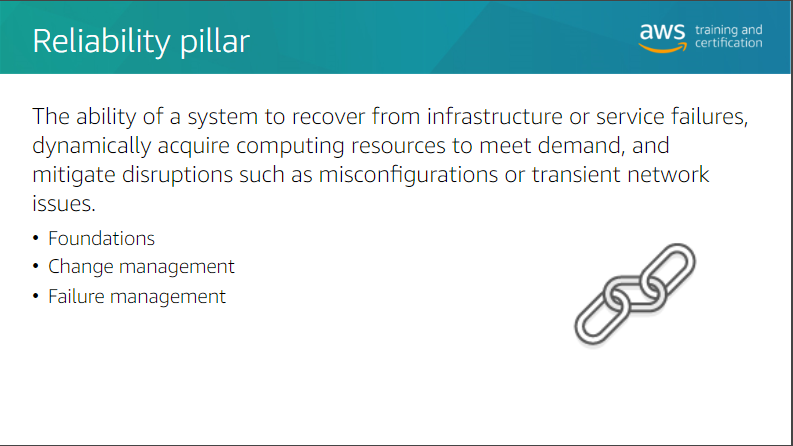 Reliability pillar
aws training and
certification
The ability of a system to recover from infrastructure or service failures,
dynamically acquire computing resources to meet demand, and
mitigate disruptions such as misconfigurations or transient network
issues.
• Foundations
• Change management
• Failure management